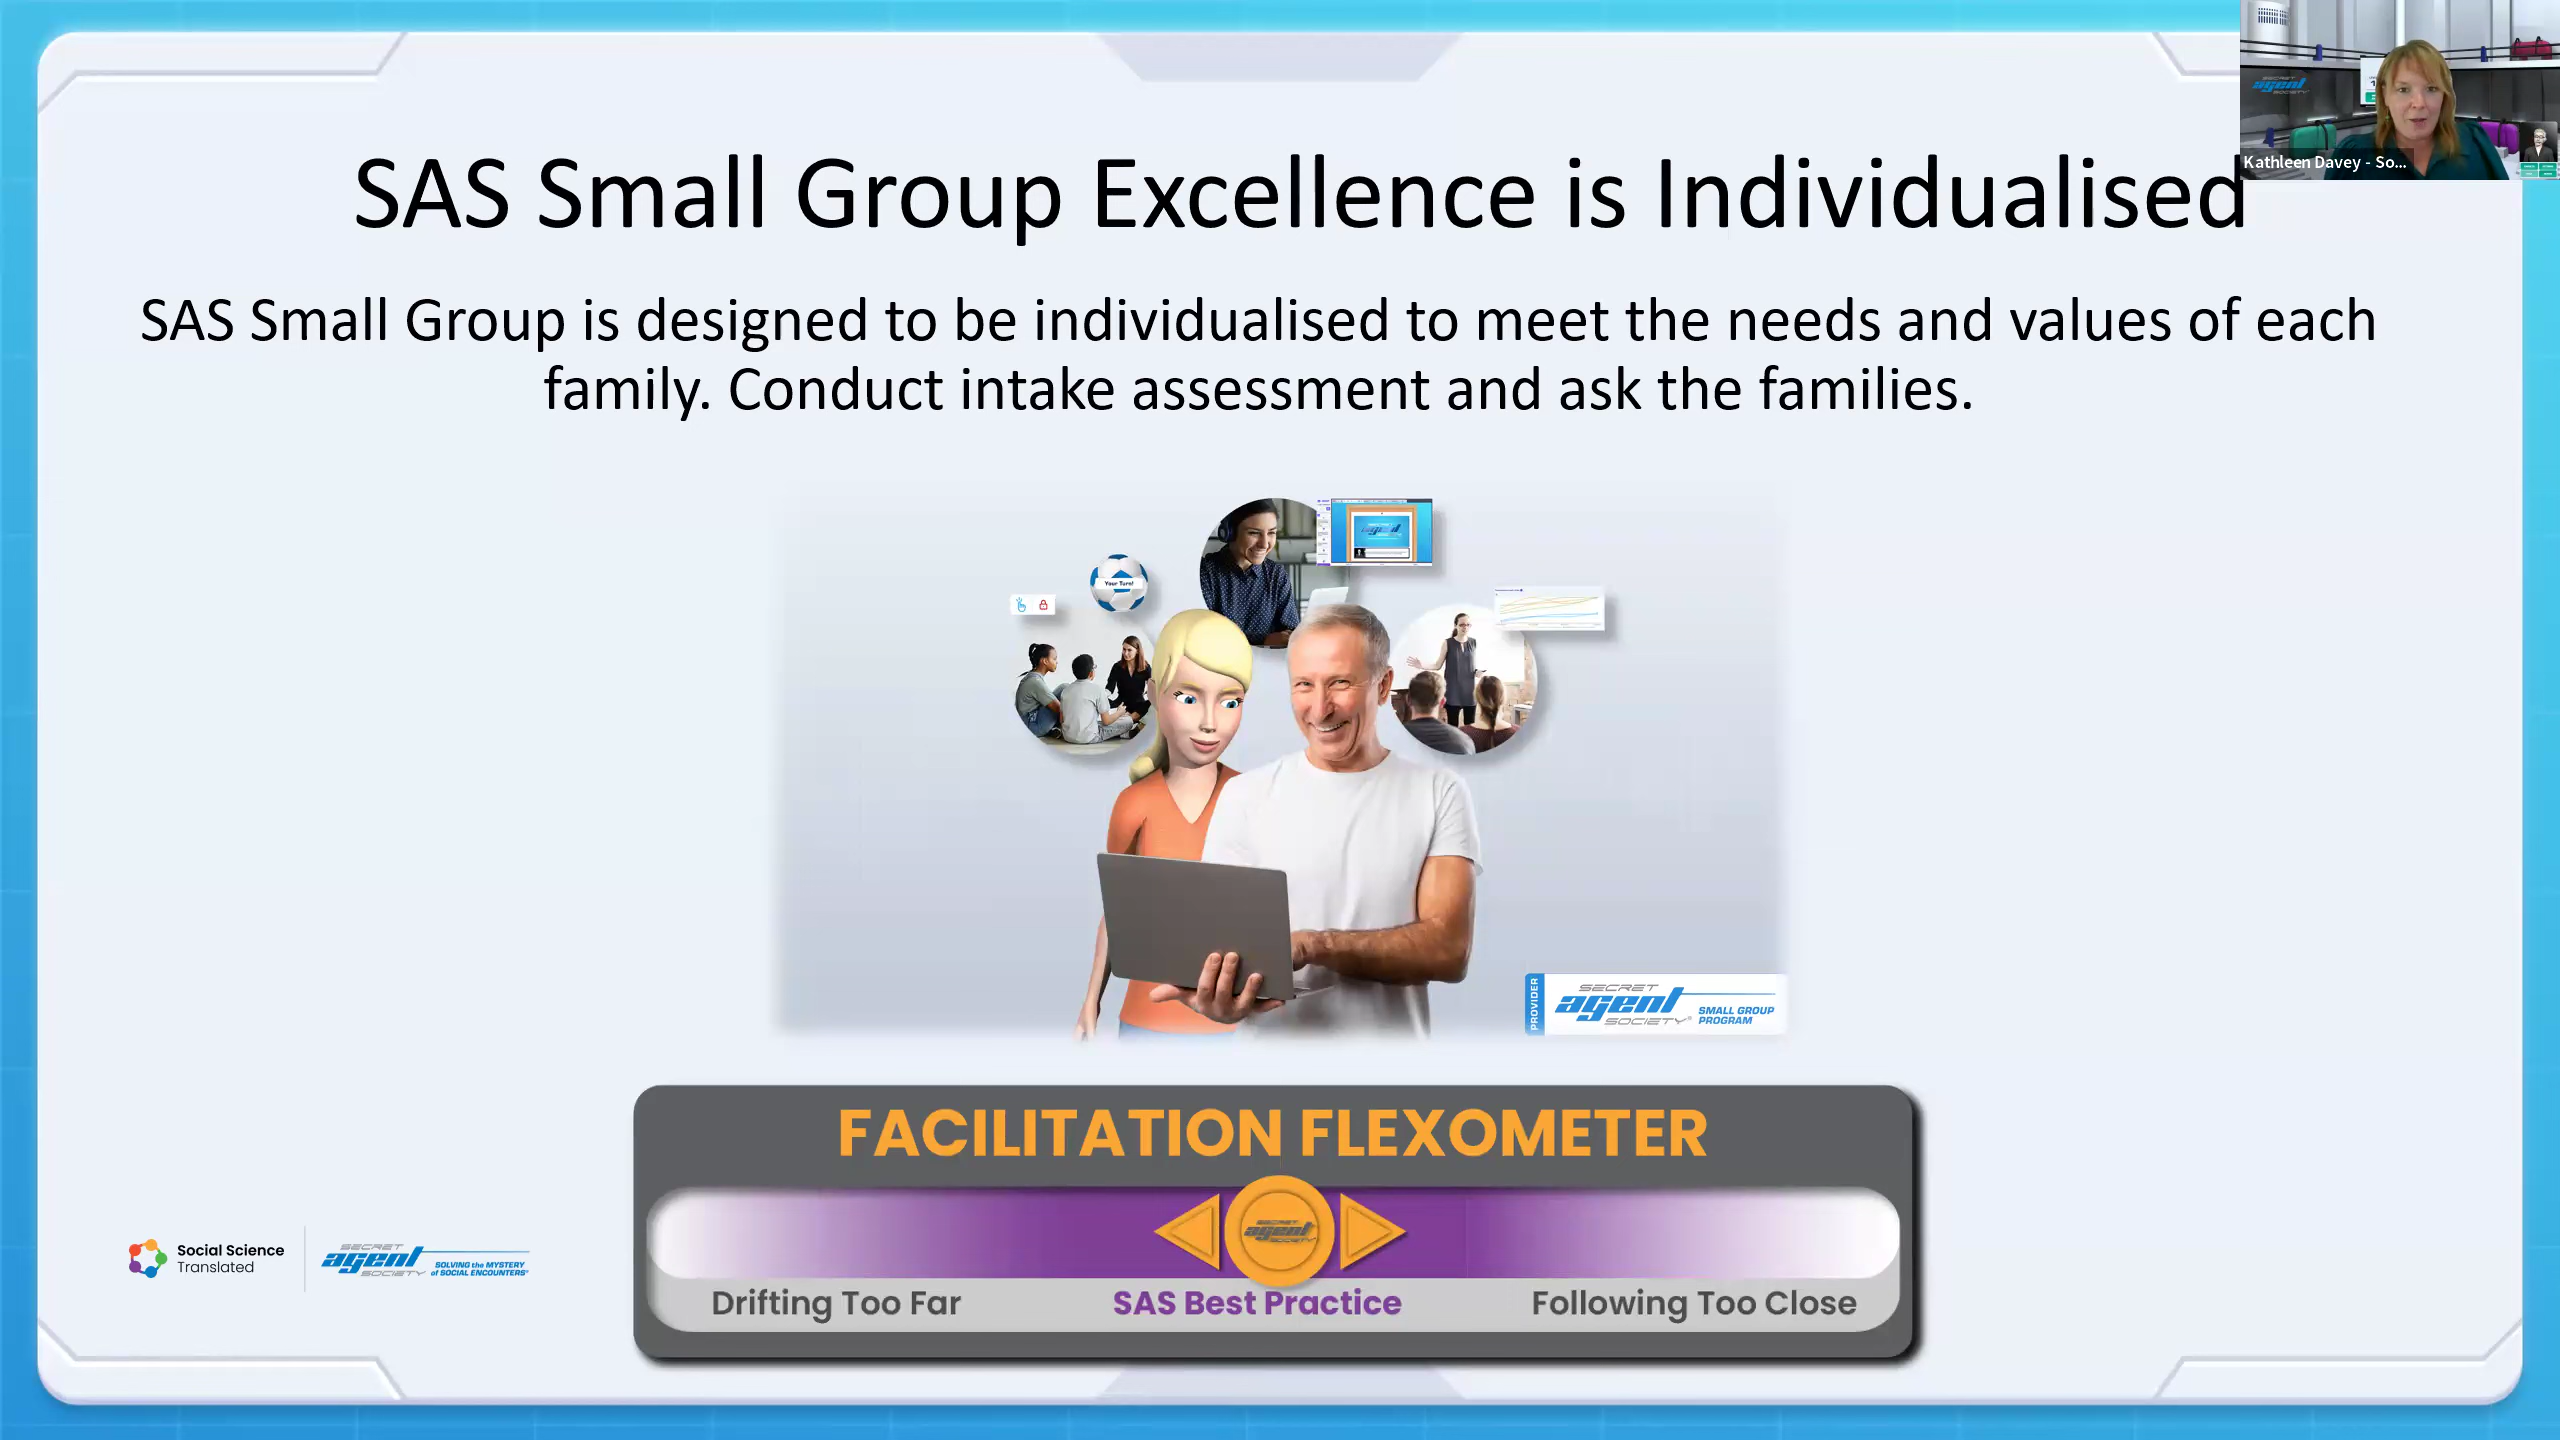 SAS Small Group Excellence is Individualised
Kathleen Davey - So...
SAS Small Group is designed to be individualised to meet the needs and values of each
family. Conduct intake assessment and ask the families.
Your Turn!
PROVIDER
SECRET
agent
SOCIETY®
SMALL GROUP
PROGRAM
FACILITATION FLEXOMETER
SECRET
agent
SOCIETY
Drifting Too Far
SAS Best Practice
Following Too Close
Social Science
Translated
SECRET
agent
SOCIETY
SOLVING the MYSTERY
of SOCIAL ENCOUNTERS®